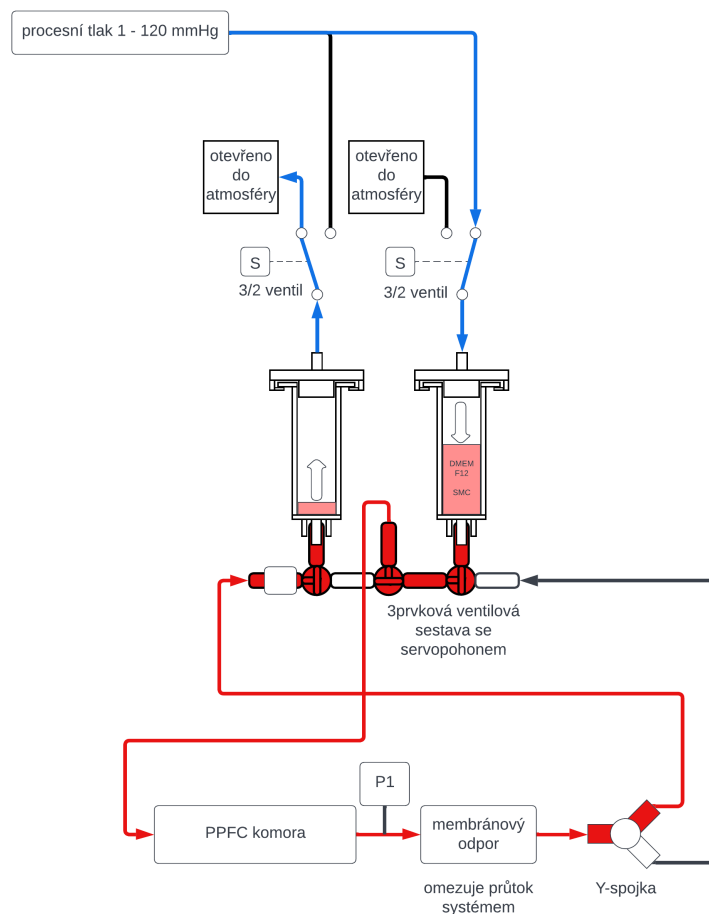 procesní tlak 1 - 120 mmHg
otevřeno
do
atmosféry
otevřeno
do
atmosféry
S
3/2 ventil
S
3/2 ventil
DMEM
F12
SMC
3prvková ventilová
sestava se
servopohonem
P1
PPFC komora
membránový
odpor
omezuje průtok
systémem
Y-spojka